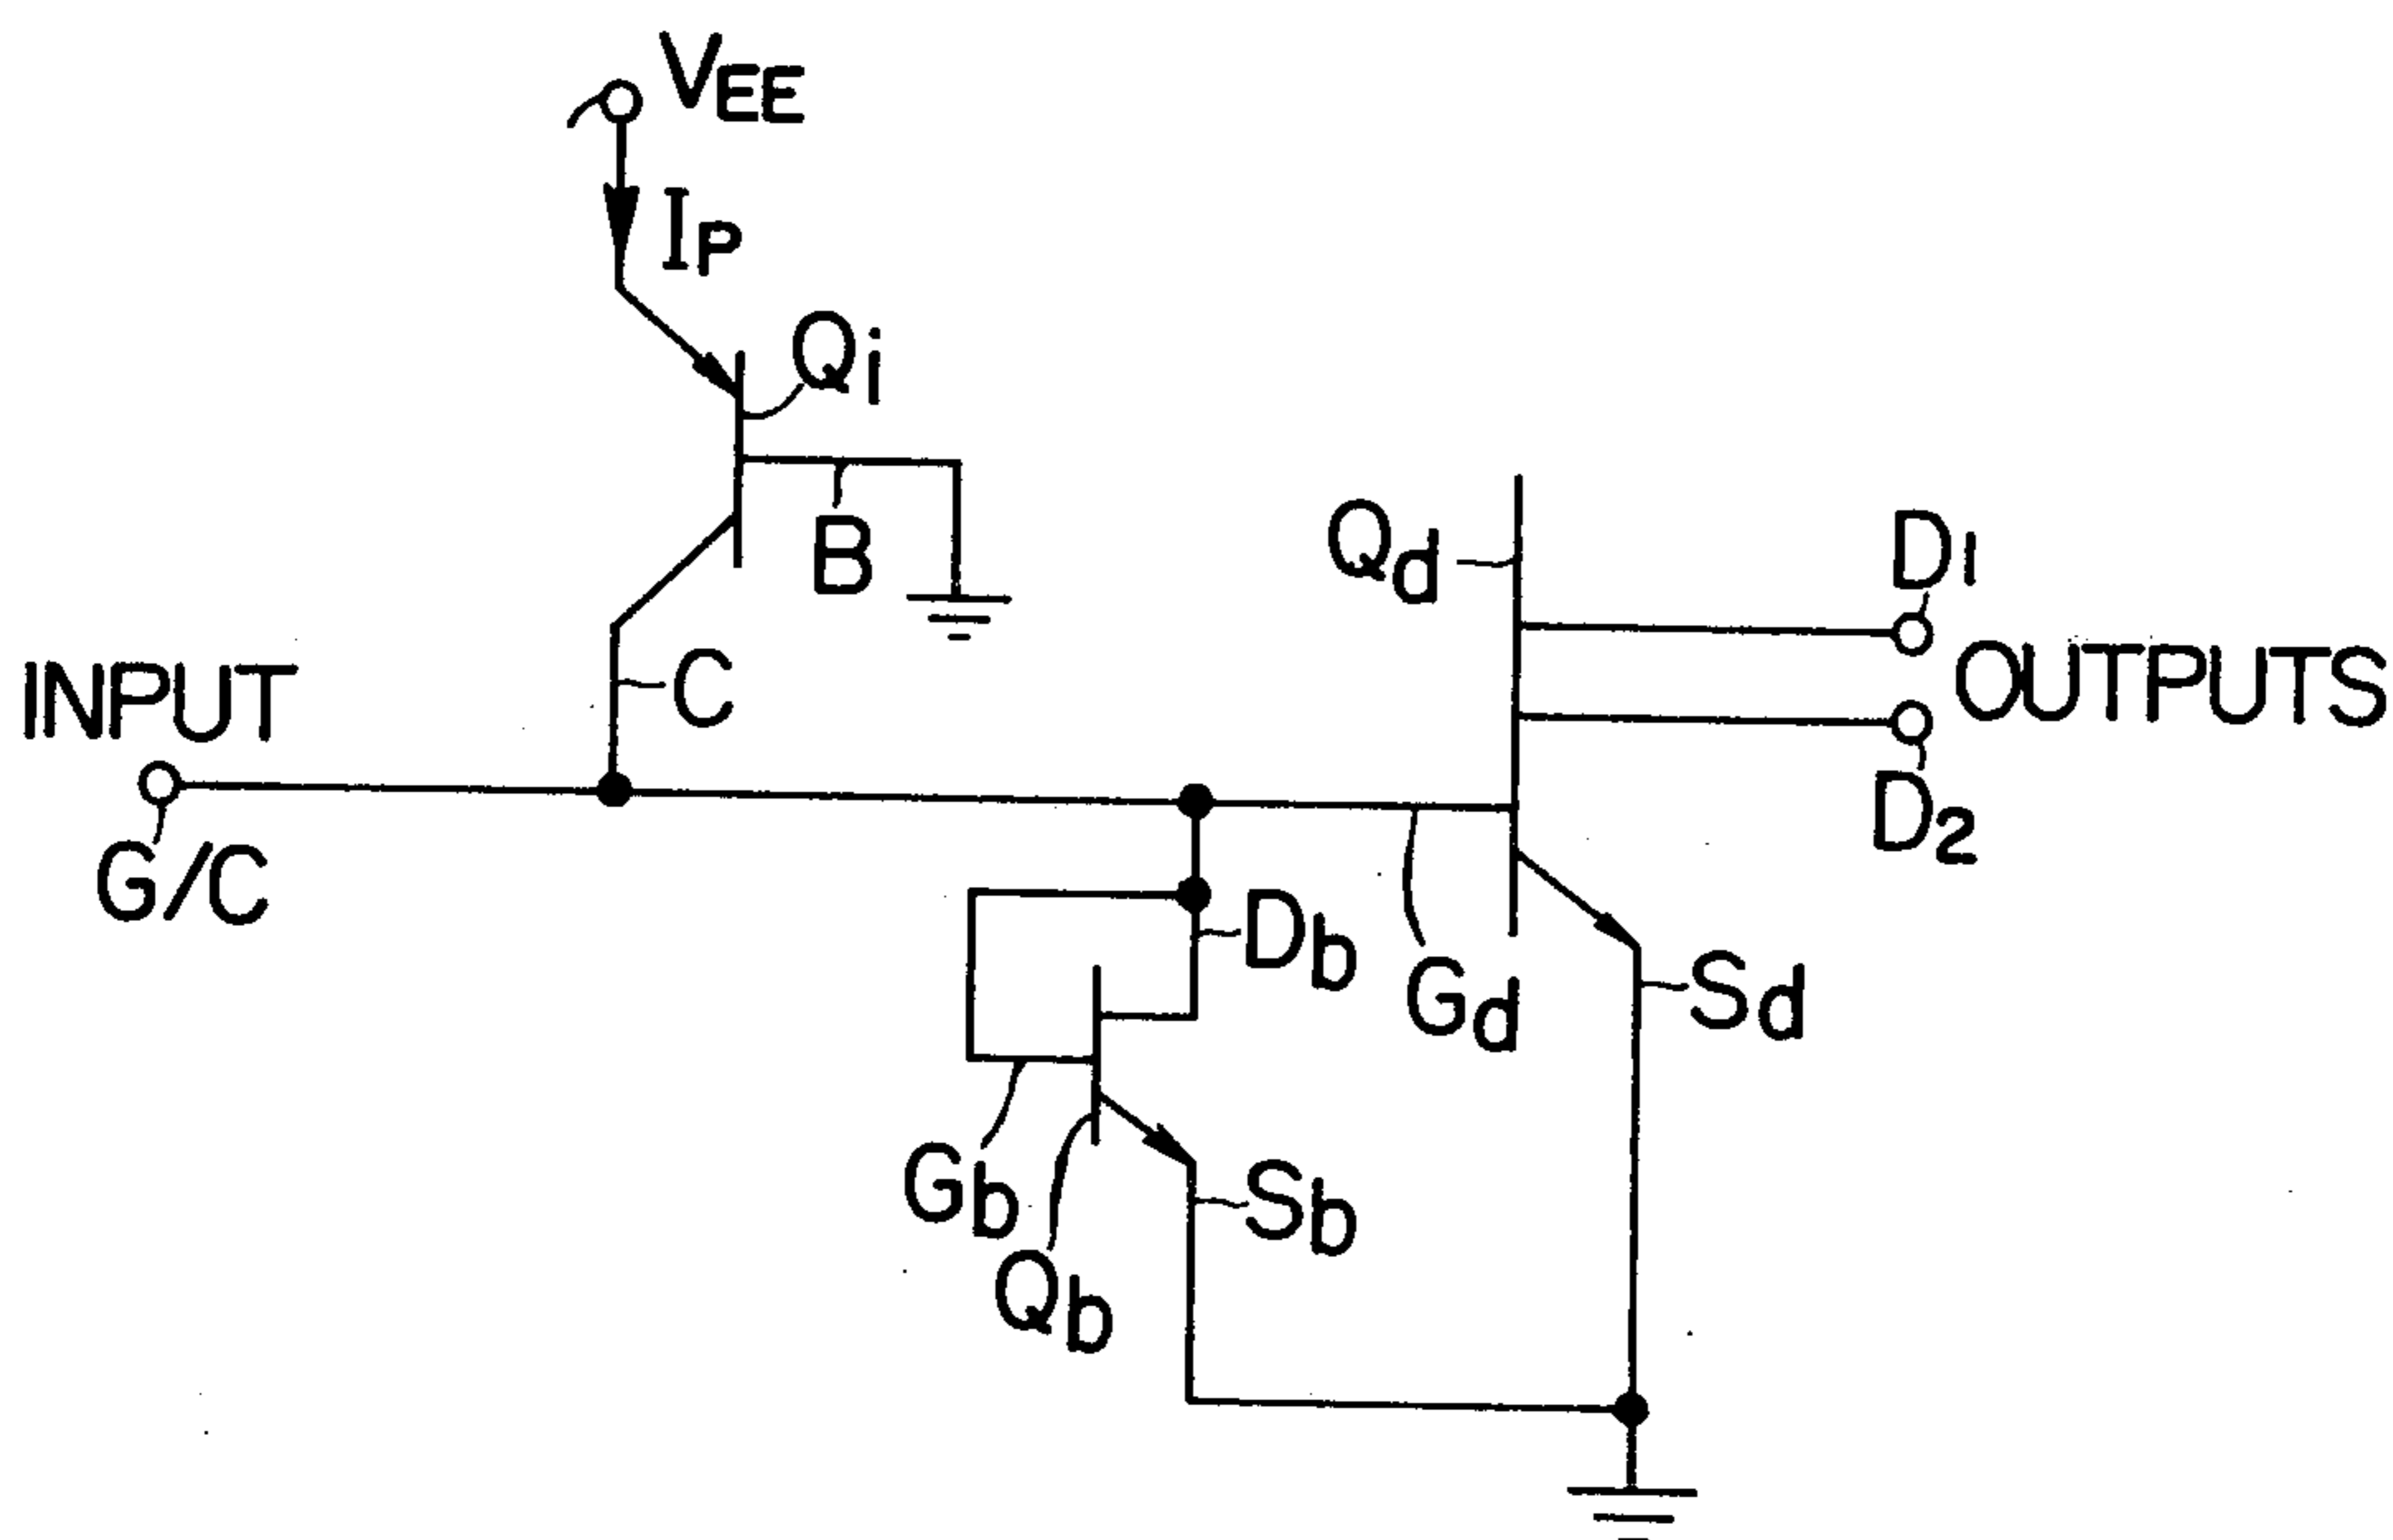 VEE
IP
Qi
B
Qd
D1
INPUT
C
OUTPUTS
G/C
D2
Db
Gd
Sd
Gb
Sb
Qb